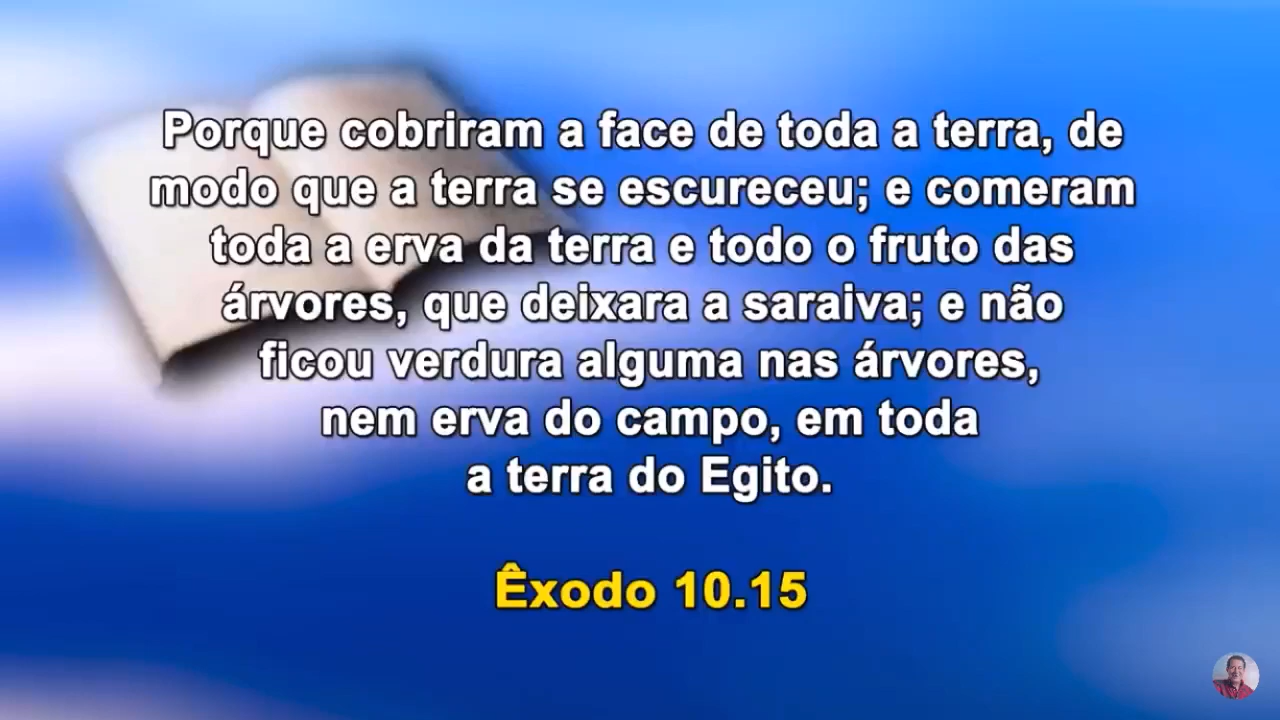 Porque cobriram a face de toda a terra, de
modo que a terra se escureceu; e comeram
toda a erva da terra e todo o fruto das
árvores, que deixara a saraiva; e não
ficou verdura alguma nas árvores,
nem erva do campo, em toda
a terra do Egito.
Êxodo 10.15